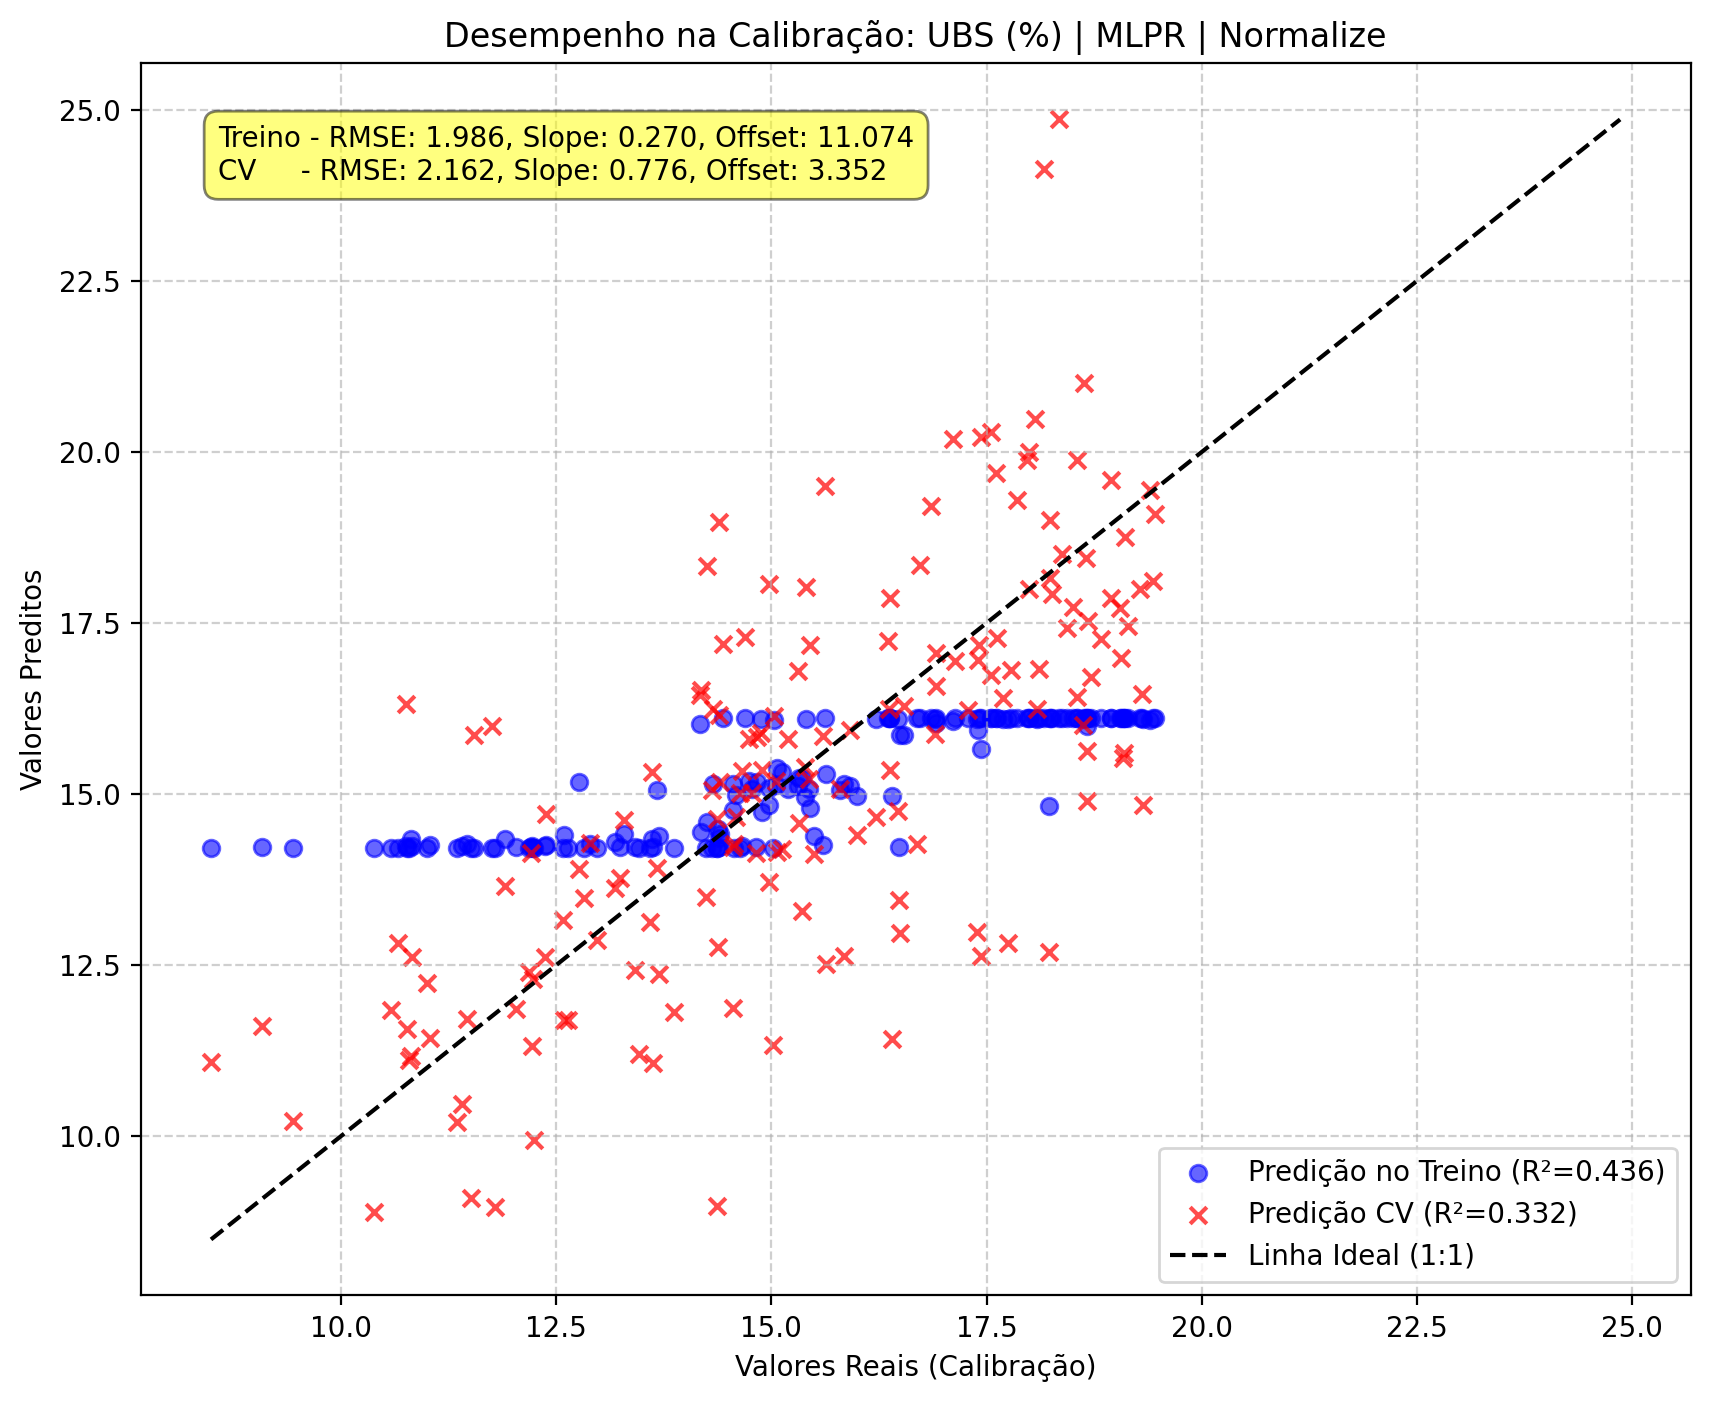 Desempenho na Calibração: UBS (%) | MLPR | Normalize
Treino - RMSE: 1.986, Slope: 0.270, Offset: 11.074
CV - RMSE: 2.162, Slope: 0.776, Offset: 3.352
Valores Preditos
25.0
22.5
20.0
17.5
15.0
12.5
10.0
Predição no Treino (R²=0.436)
Predição CV (R²=0.332)
Linha Ideal (1:1)
10.0 12.5 15.0 17.5 20.0 22.5 25.0
Valores Reais (Calibração)